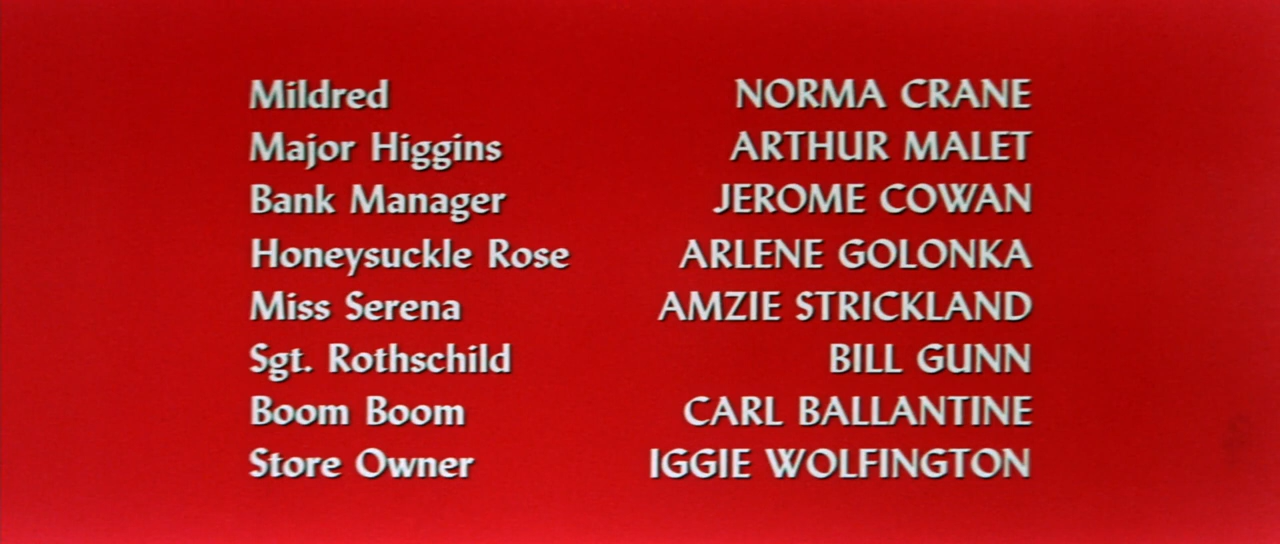 Mildred NORMA CRANE
Major Higgins ARTHUR MALET
Bank Manager JEROME COWAN
Honeysuckle Rose ARLENE GOLONKA
Miss Serena AMZIE STRICKLAND
Sgt. Rothschild BILL GUNN
Boom Boom CARL BALLANTINE
Store Owner IGGIE WOLFINGTON